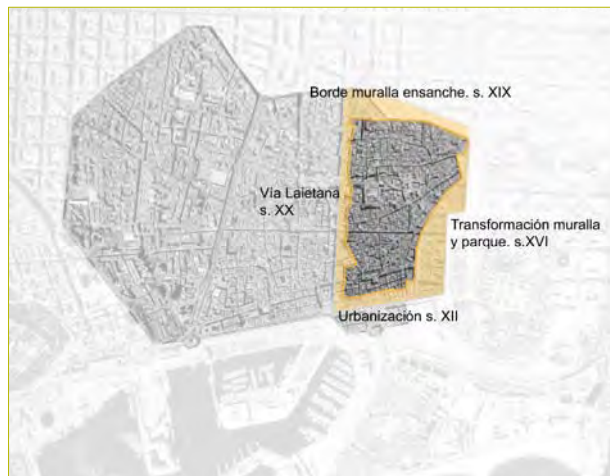 Borde muralla ensanche. s. XIX
Vía Laietana
s. XX
Transformación muralla
y parque. s.XVI
Urbanización s. XII